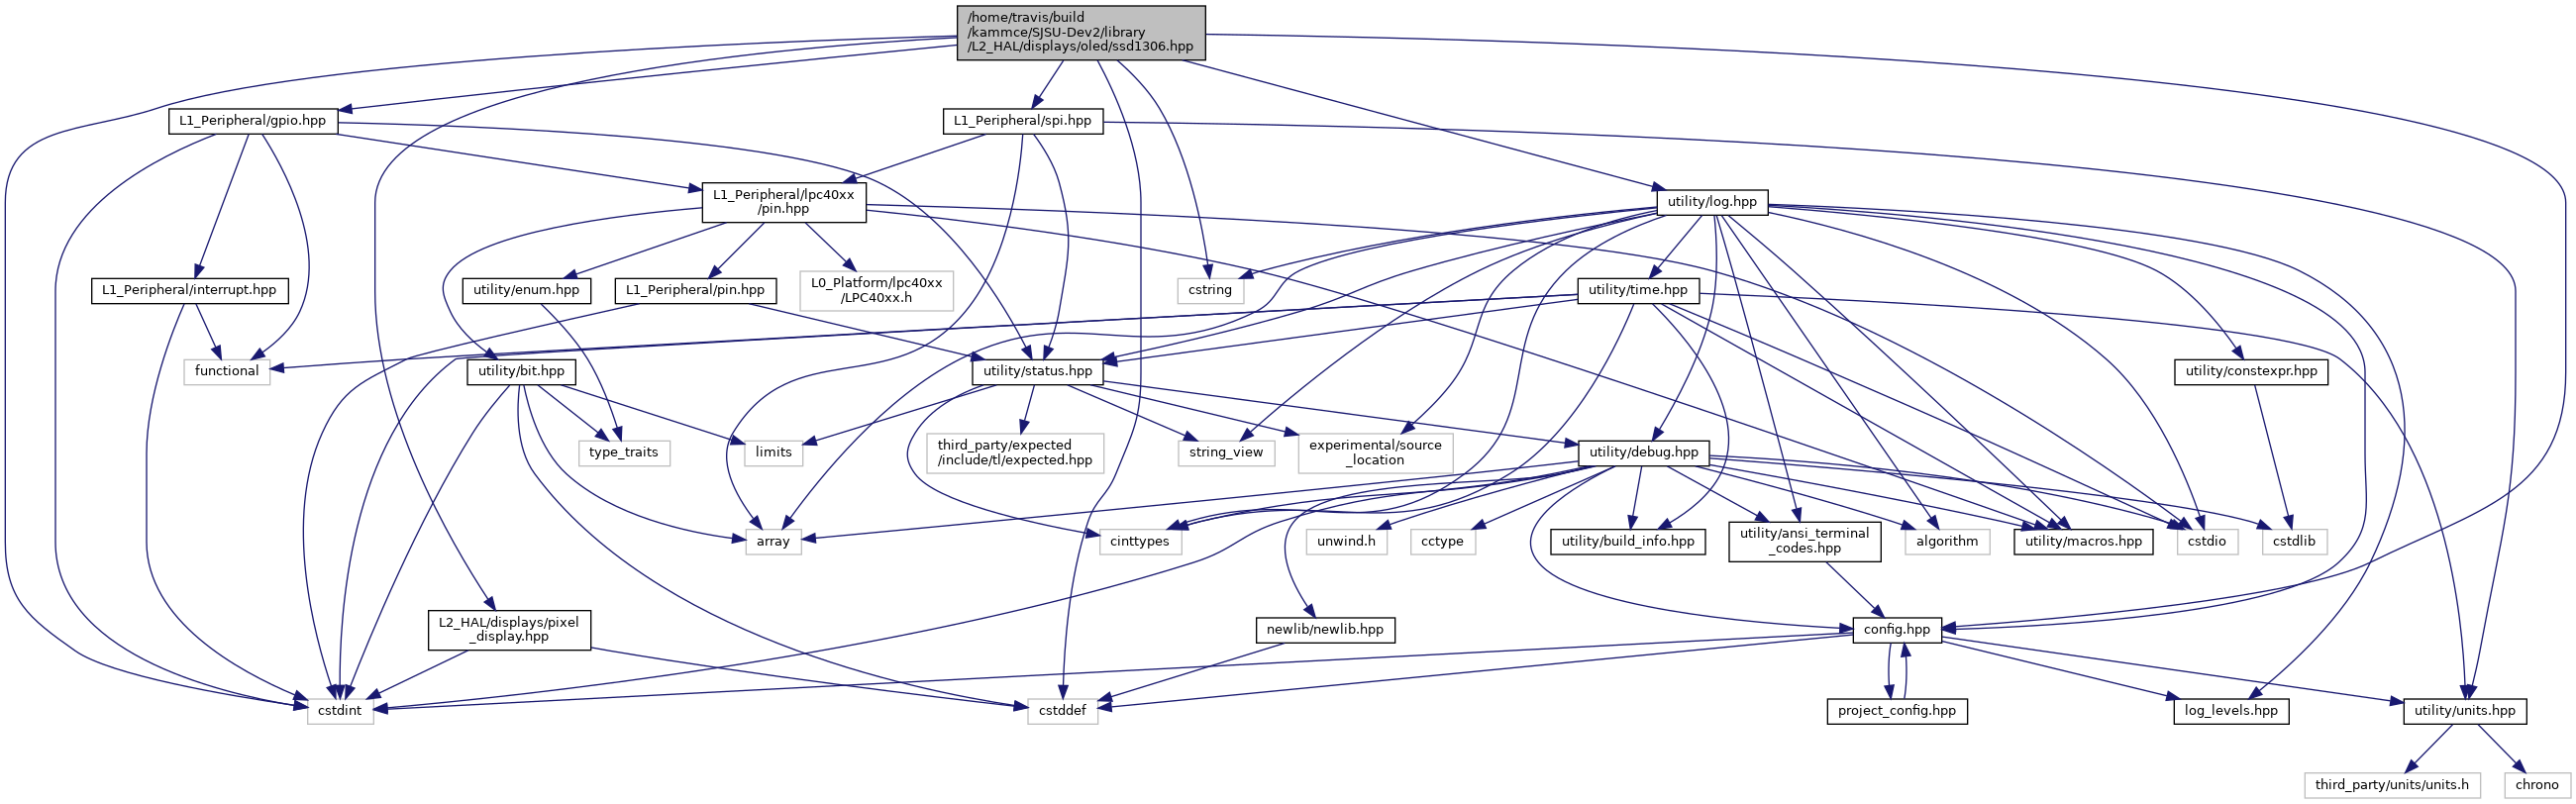 /home/travis/build
/kammce/SJSU-Dev2/library
/L2_HAL/displays/oled/ssd1306.hpp
L1_Peripheral/gpio.hpp
L1_Peripheral/spi.hpp
L1_Peripheral/lpc40xx
/pin.hpp
utility/log.hpp
L1_Peripheral/interrupt.hpp
utility/enum.hpp
L1_Peripheral/pin.hpp
L0_Platform/lpc40xx
/LPC40xx.h
cstring
utility/time.hpp
functional
utility/bit.hpp
utility/status.hpp
utility/constexpr.hpp
type_traits
limits
third_party/expected
/include/tl/expected.hpp
string_view
experimental/source
_location
utility/debug.hpp
array
cinttypes
unwind.h
cctype
utility/build_info.hpp
utility/ansi_terminal
_codes.hpp
algorithm
utility/macros.hpp
cstdio
cstdlib
L2_HAL/displays/pixel
_display.hpp
newlib/newlib.hpp
config.hpp
cstdint
cstddef
project_config.hpp
log_levels.hpp
utility/units.hpp
third_party/units/units.h
chrono